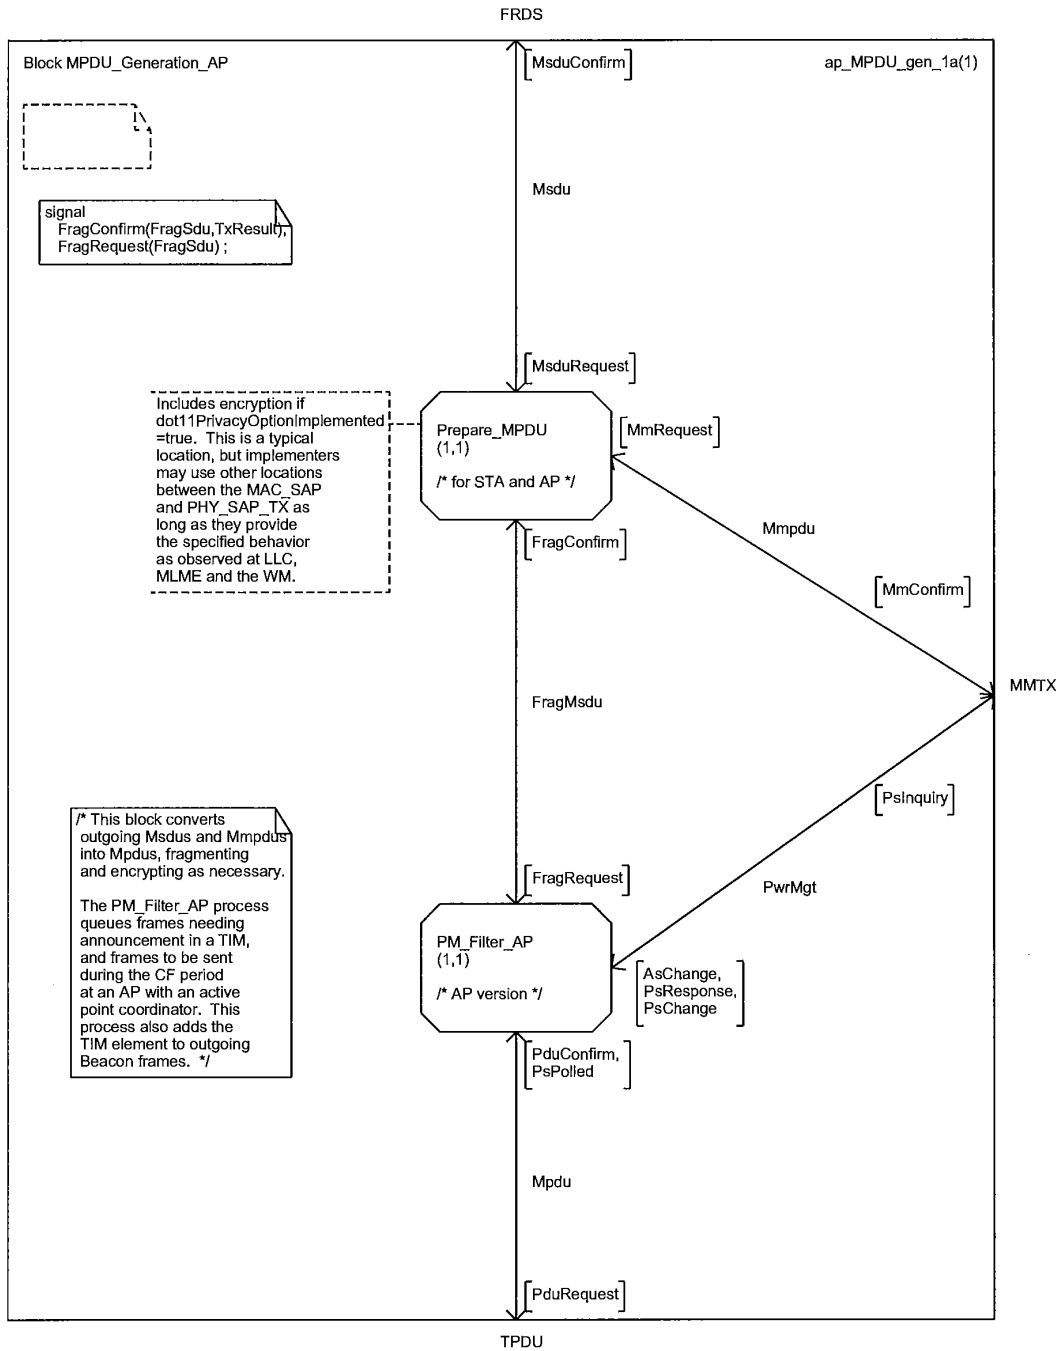 FRDS
Block MPDU_Generation_AP
ap_MPDU_gen_1a(1)
MsduConfirm
Msdu
signal
FragConfirm(FragSdu,TxResult),
FragRequest(FragSdu) ;
MsduRequest
Includes encryption if
dot11PrivacyOptionImplemented
=true. This is a typical
location, but implementers
may use other locations
between the MAC_SAP
and PHY_SAP_TX as
long as they provide
the specified behavior
as observed at LLC,
MLME and the WM.
Prepare_MPDU
(1,1)
/* for STA and AP */
MmRequest
FragConfirm
Mmpdu
MmConfirm
MMTX
FragMsdu
PsInquiry
/* This block converts
outgoing Msdus and Mmpdus
into Mpdus, fragmenting
and encrypting as necessary.
The PM_Filter_AP process
queues frames needing
announcement in a TIM,
and frames to be sent
during the CF period
at an AP with an active
point coordinator. This
process also adds the
TIM element to outgoing
Beacon frames. */
FragRequest
PwrMgt
PM_Filter_AP
(1,1)
/* AP version */
AsChange,
PsResponse,
PsChange
PduConfirm,
PsPolled
Mpdu
PduRequest
TPDU